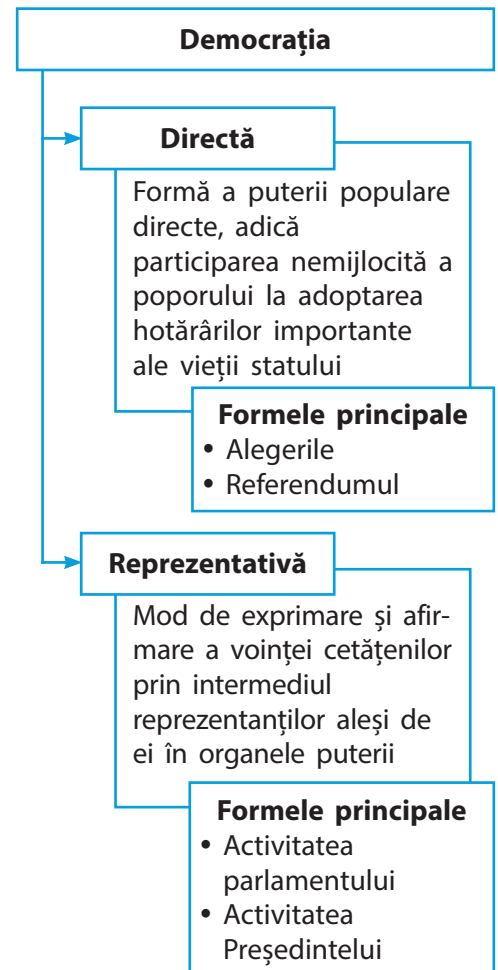 Democrația
Directă
Formă a puterii populare
directe, adică
participarea nemijlocită a
poporului la adoptarea
hotărârilor importante
ale vieții statului
Formele principale
• Alegerile
• Referendumul
Reprezentativă
Mod de exprimare și afir-
mare a voinței cetățenilor
prin intermediul
reprezentanților aleși de
ei în organele puterii
Formele principale
• Activitatea
parlamentului
• Activitatea
Președintelui